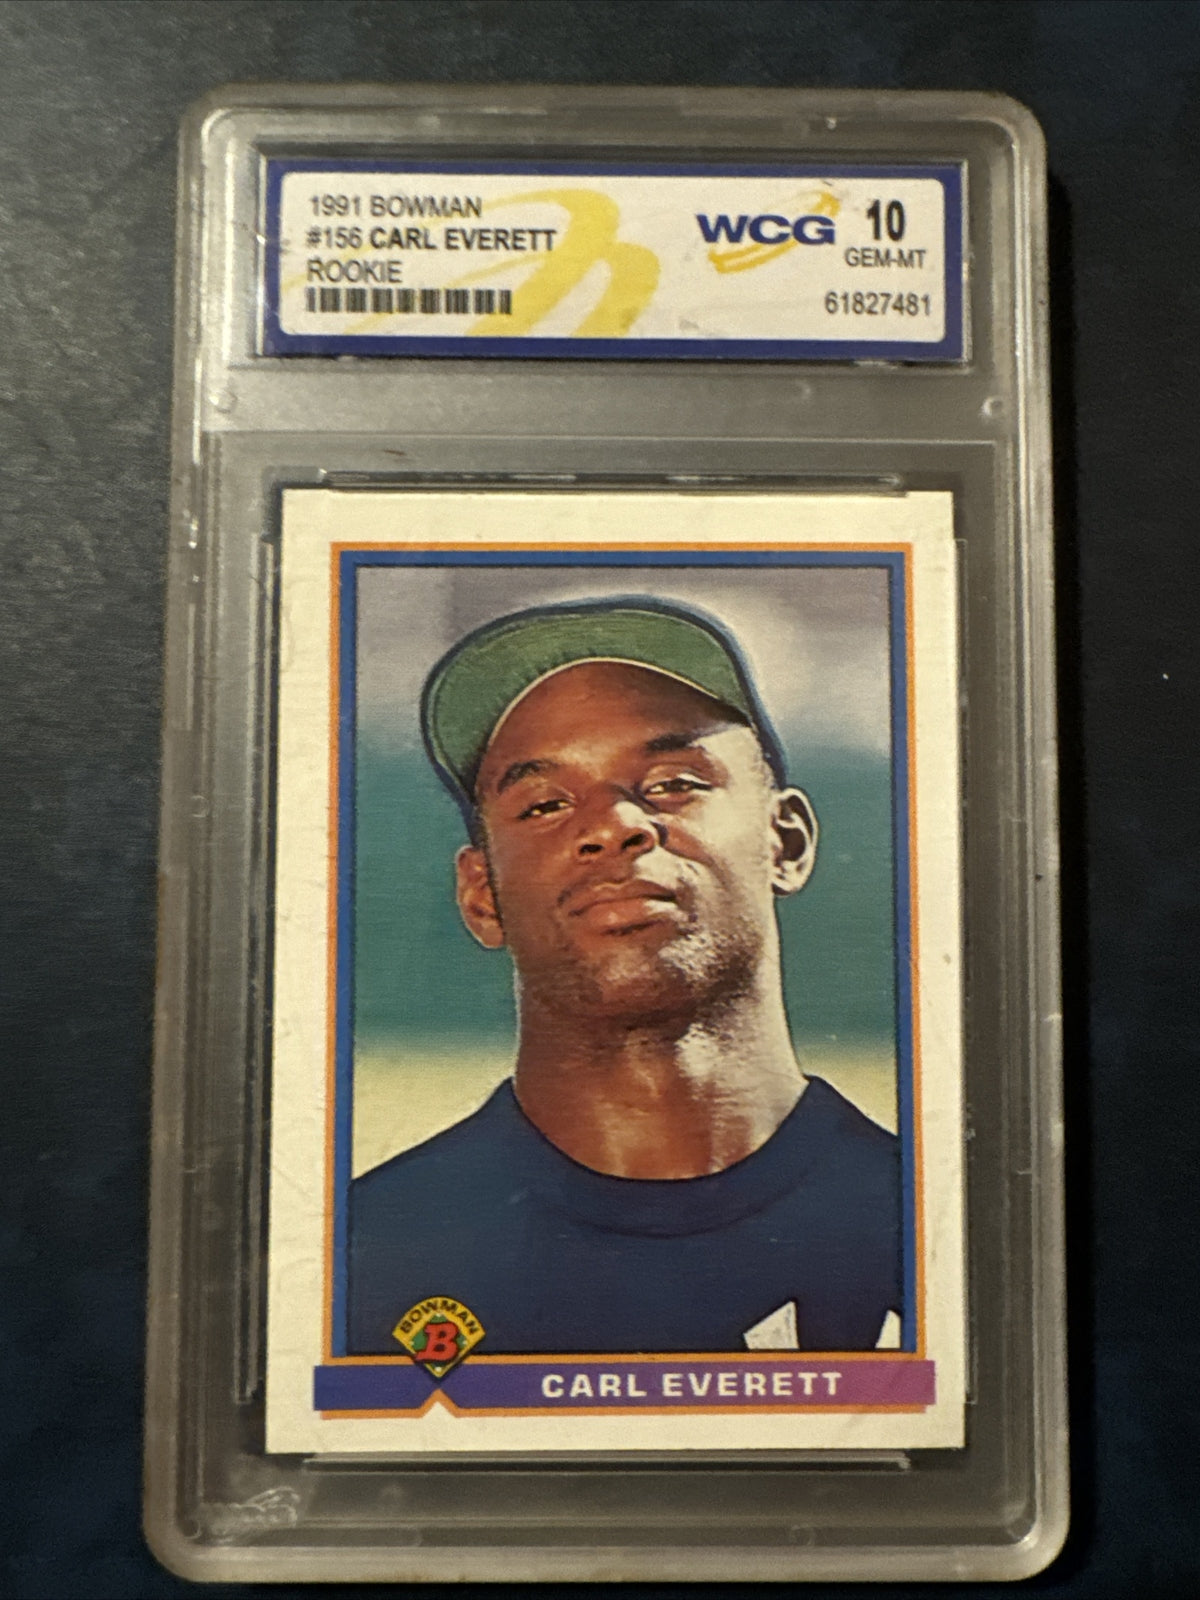 1991 BOWMAN
#156 CARL EVERETT
ROOKIE
WCG
10
GEM-MT
61827481
BOWMAN
B
CARL EVERETT